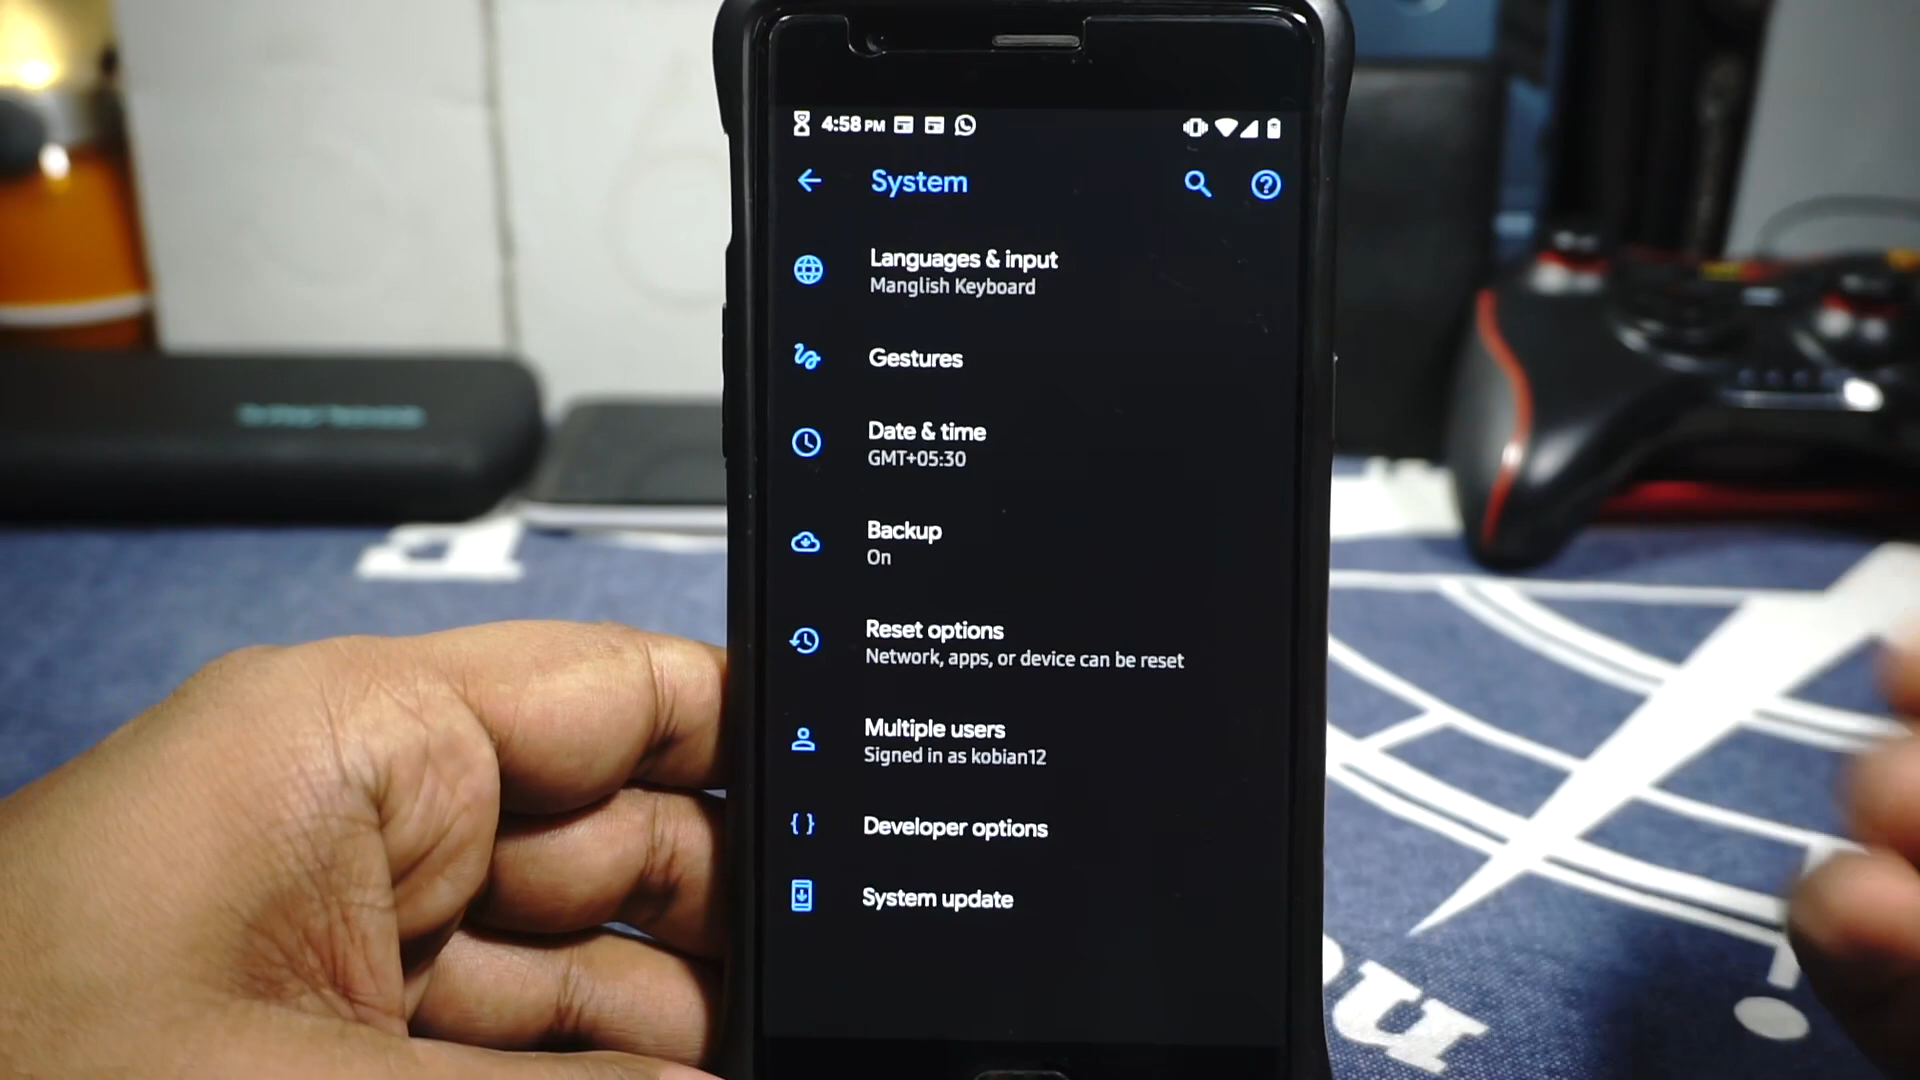 4:58 PM
System
Languages & input
Manglish Keyboard
Gestures
Date & time
GMT+05:30
Backup
On
Reset options
Network, apps, or device can be reset
Multiple users
Signed in as kobian12
{ } Developer options
System update